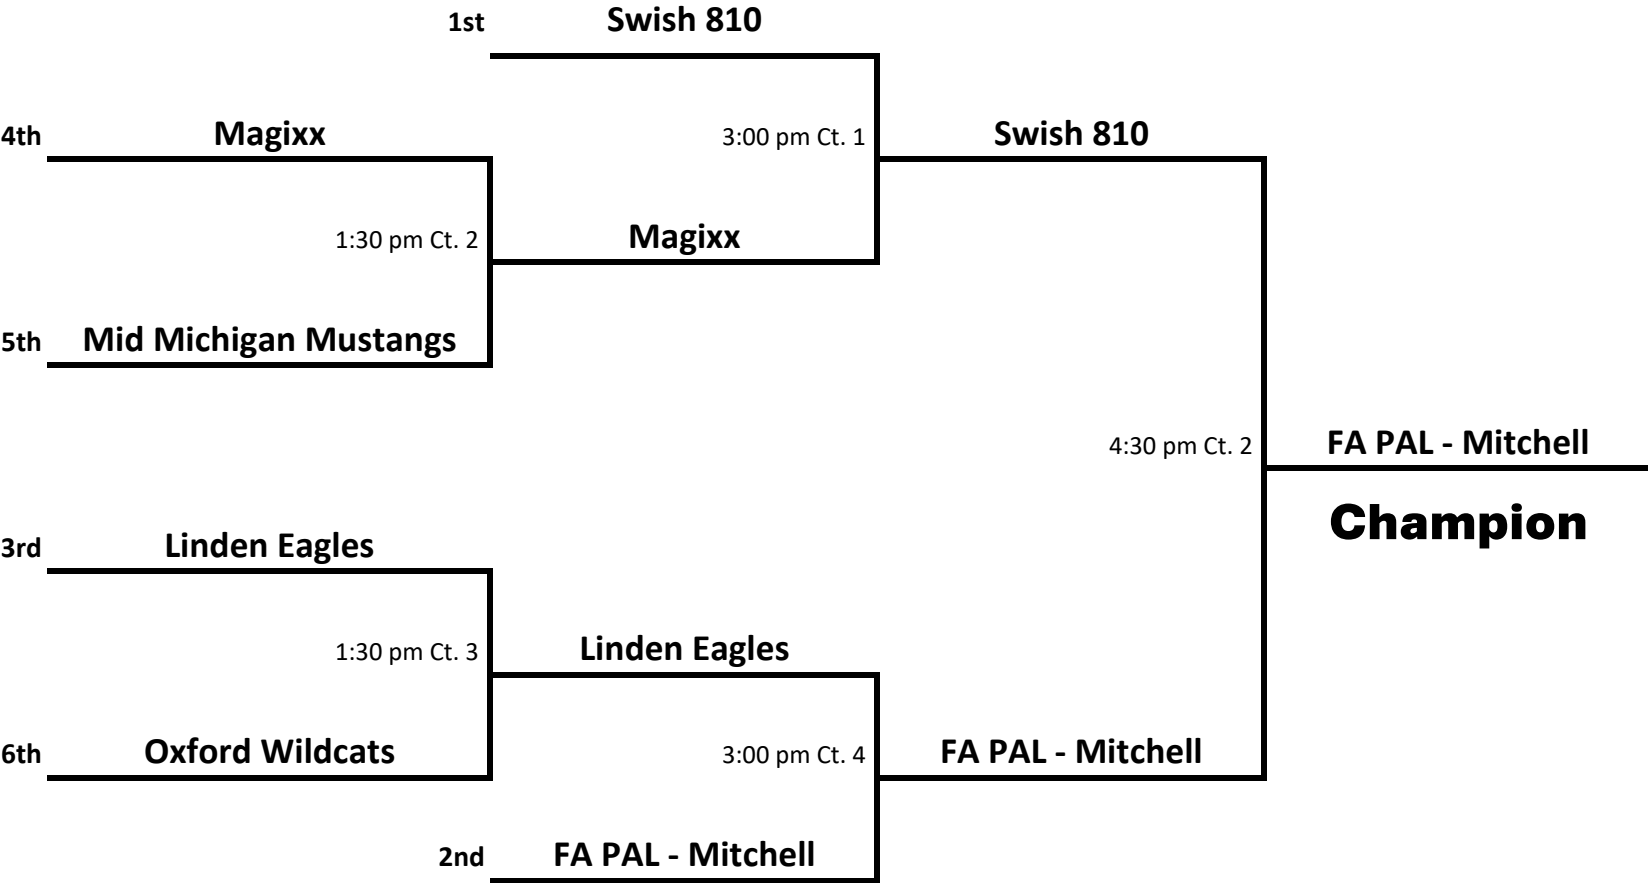 1st Swish 810
4th Magixx 3:00 pm Ct. 1 Swish 810
1:30 pm Ct. 2 Magixx
5th Mid Michigan Mustangs
4:30 pm Ct. 2 FA PAL - Mitchell
Champion
3rd Linden Eagles
1:30 pm Ct. 3 Linden Eagles
6th Oxford Wildcats 3:00 pm Ct. 4 FA PAL - Mitchell
2nd FA PAL - Mitchell